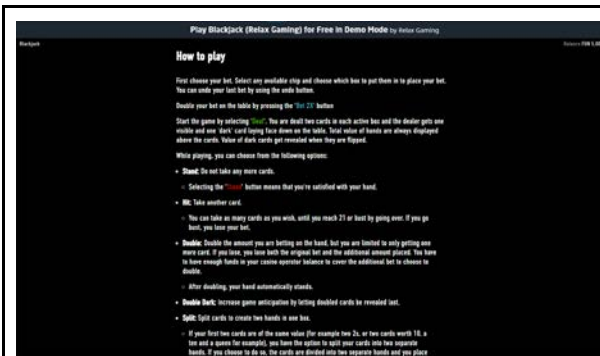 Play Blackjack (Relax Gaming) for Free in Demo Mode by Relax Gaming
Blackjack
Balance FUN 5,00
How to play
First choose your bet. Select any available chip and choose which box to put them in to place your bet.
You can undo your last bet by using the undo button.
Double your bet on the table by pressing the "Bet 2X" button
Start the game by selecting "Deal". You are dealt two cards in each active box and the dealer gets one
visible and one 'dark' card laying face down on the table. Total value of hands are always displayed
above the cards. Value of dark cards get revealed when they are flipped.
While playing, you can choose from the following options:
• Stand: Do not take any more cards.
Selecting the "Stand" button means that you're satisfied with your hand.
• Hit: Take another card.
You can take as many cards as you wish, until you reach 21 or bust by going over. If you go
bust, you lose your bet.
• Double: Double the amount you are betting on the hand, but you are limited to only getting one
more card. If you lose, you lose both the original bet and the additional amount placed. You have
to have enough funds in your casino operator balance to cover the additional bet to choose to
double.
After doubling, your hand automatically stands.
• Double Dark: Increase game anticipation by letting doubled cards be revealed last.
• Split: Split cards to create two hands in one box.
If your first two cards are of the same value (for example two 2s, or two cards worth 10, a
ten and a queen for example), you have the option to split your cards into two separate
hands. If you choose to do so, the cards are divided into two separate hands and you place